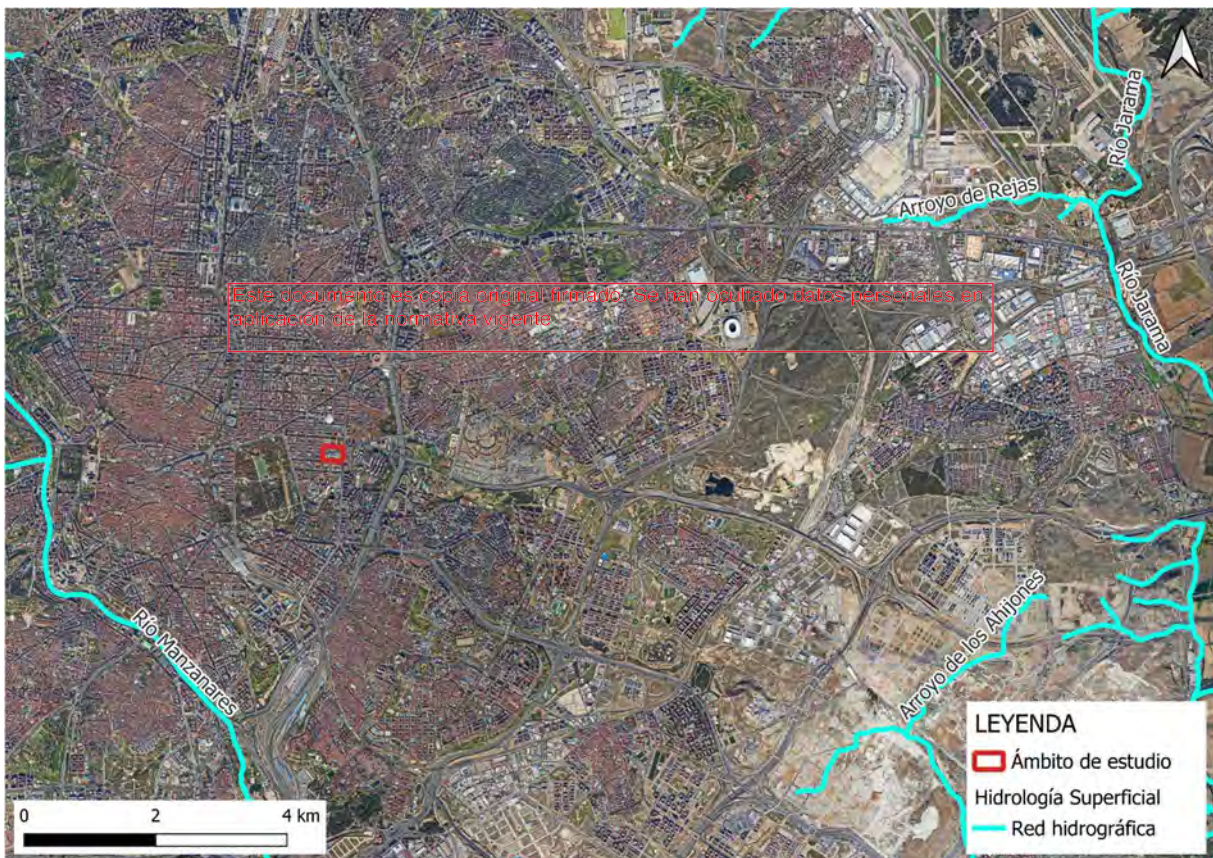 Río Jarama
Arroyo de Rejas
Río Jarama
Este documento es copia original firmado. Se han ocultado datos personales en
aplicación de la normativa vigente
Río Manzanares
Arroyo de los Ahijones
LEYENDA
Ámbito de estudio
Hidrología Superficial
Red hidrográfica
0 2 4 km